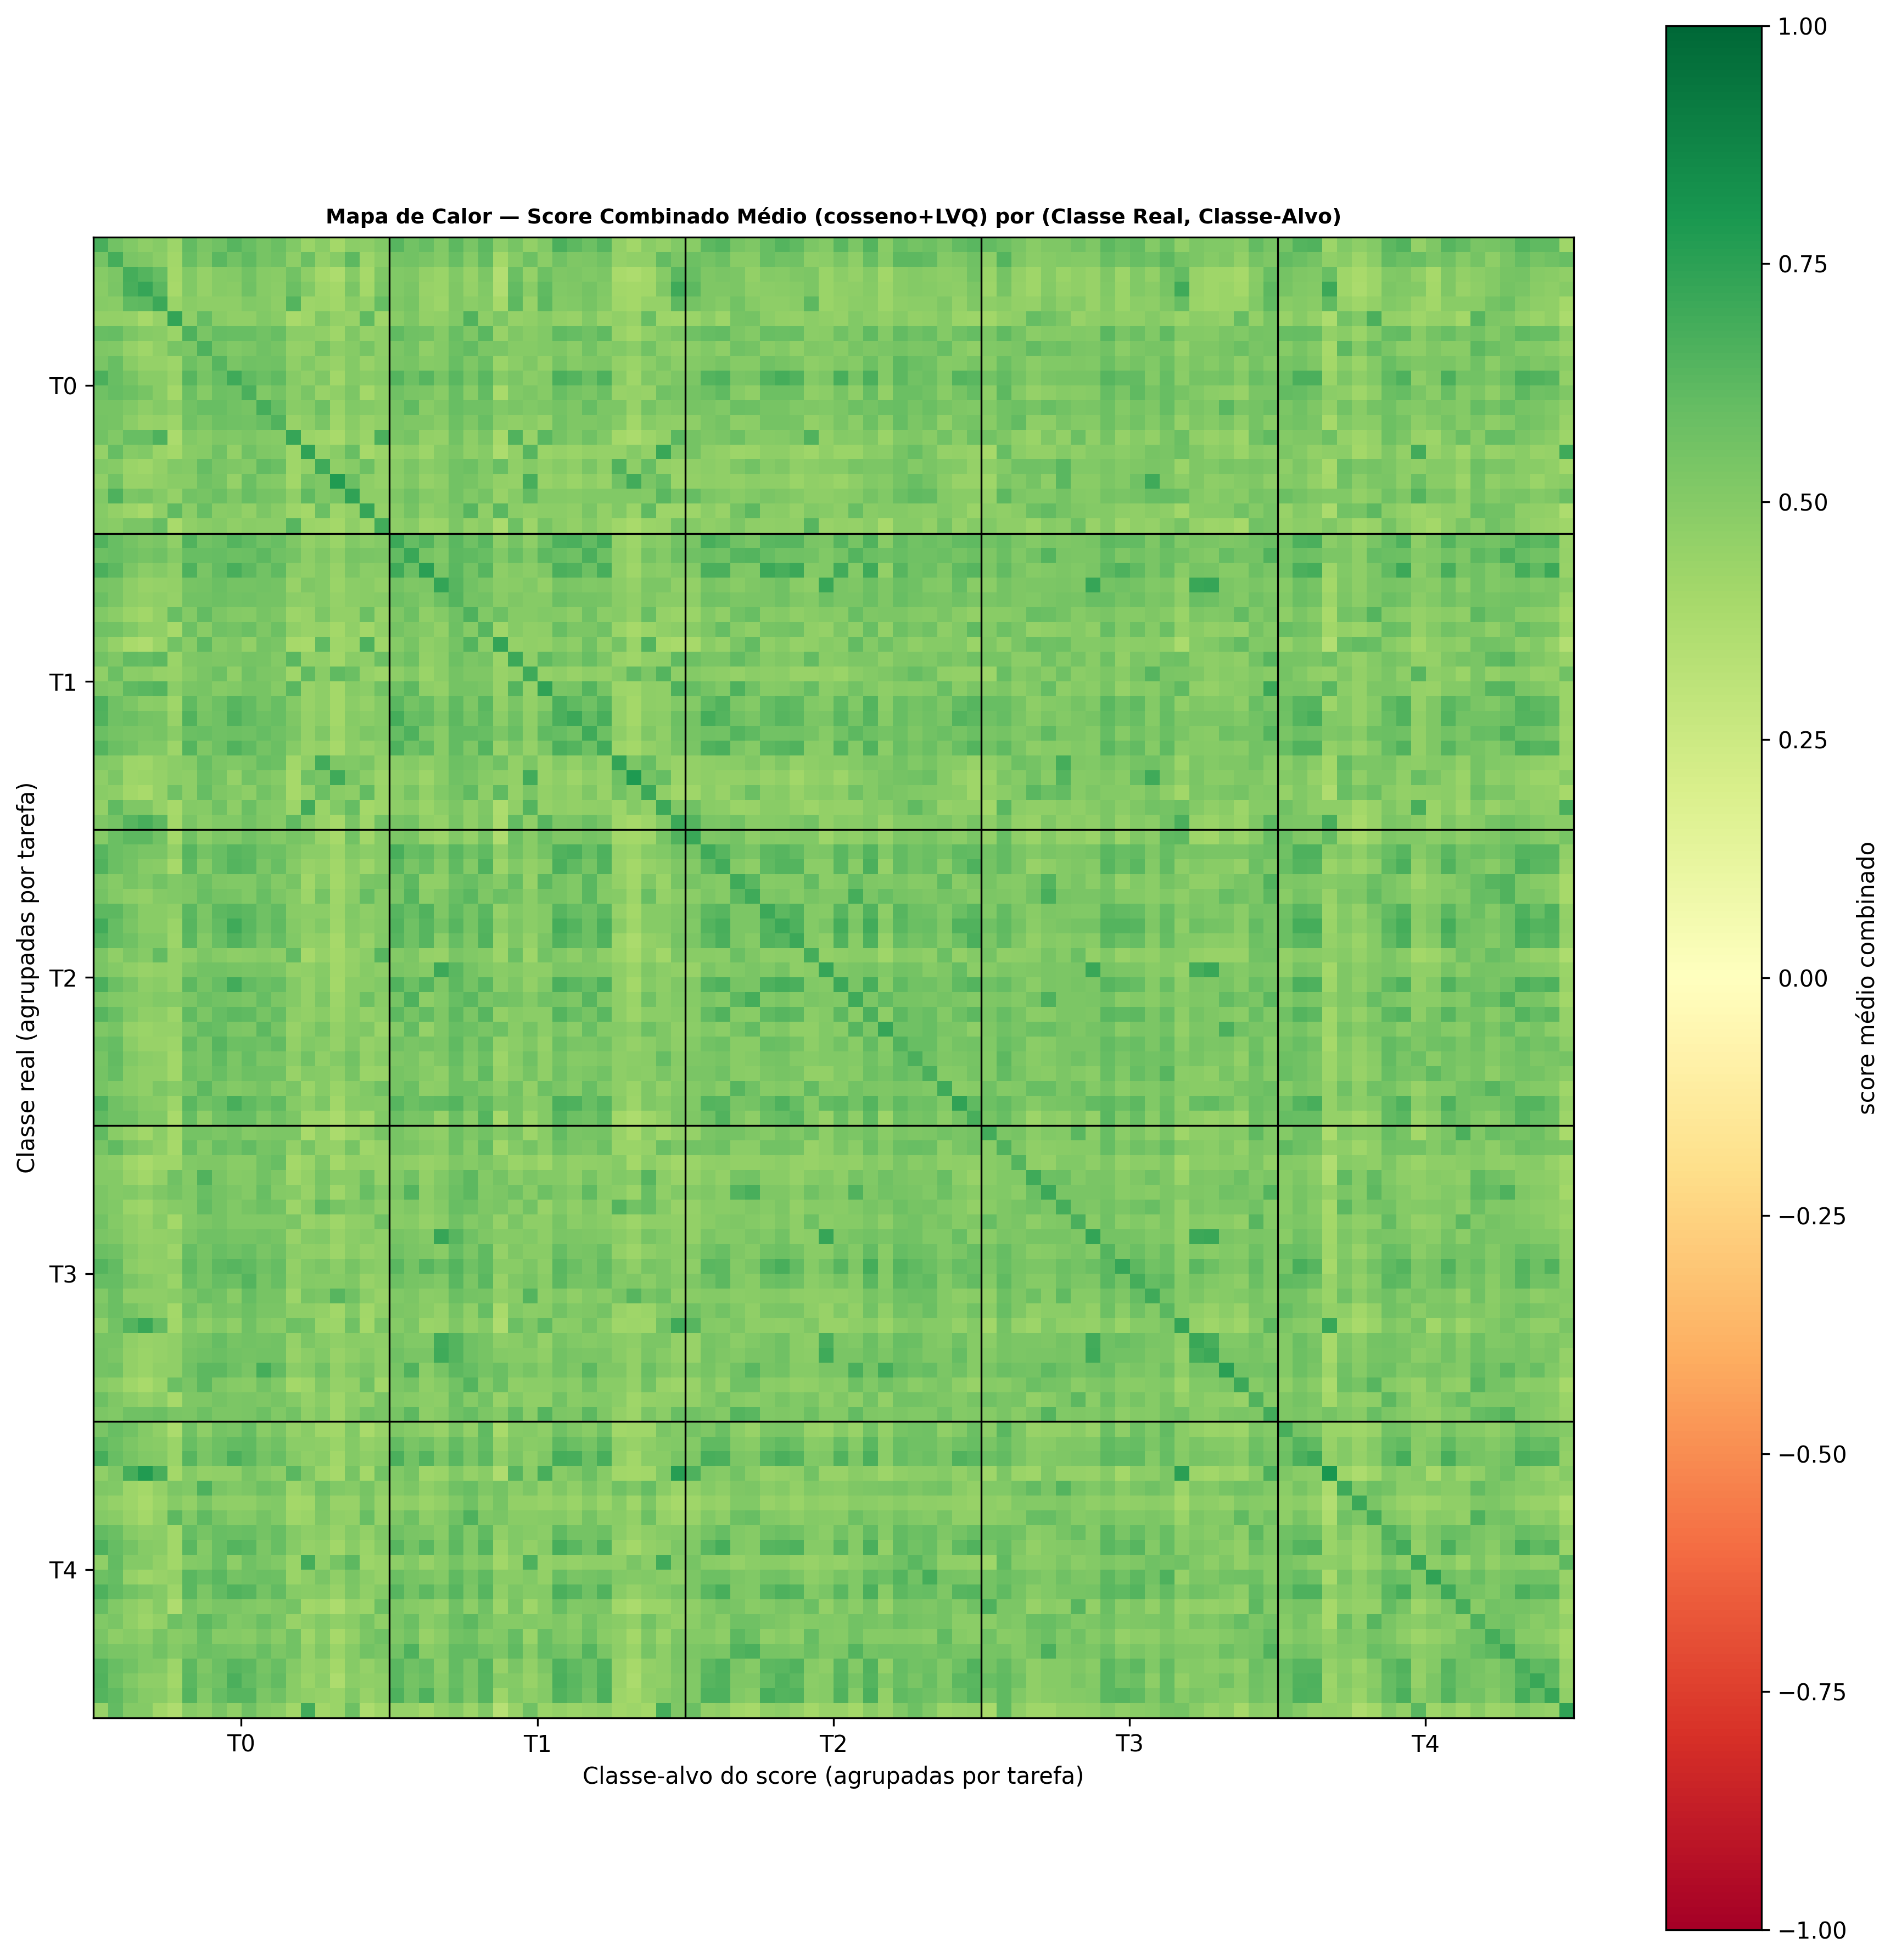 Mapa de Calor — Score Combinado Médio (cosseno+LVQ) por (Classe Real, Classe-Alvo)
Classe real (agrupadas por tarefa)
T0
T1
T2
T3
T4
T0 T1 T2 T3 T4
Classe-alvo do score (agrupadas por tarefa)
1.00
0.75
0.50
0.25
0.00
−0.25
−0.50
−0.75
−1.00
score médio combinado